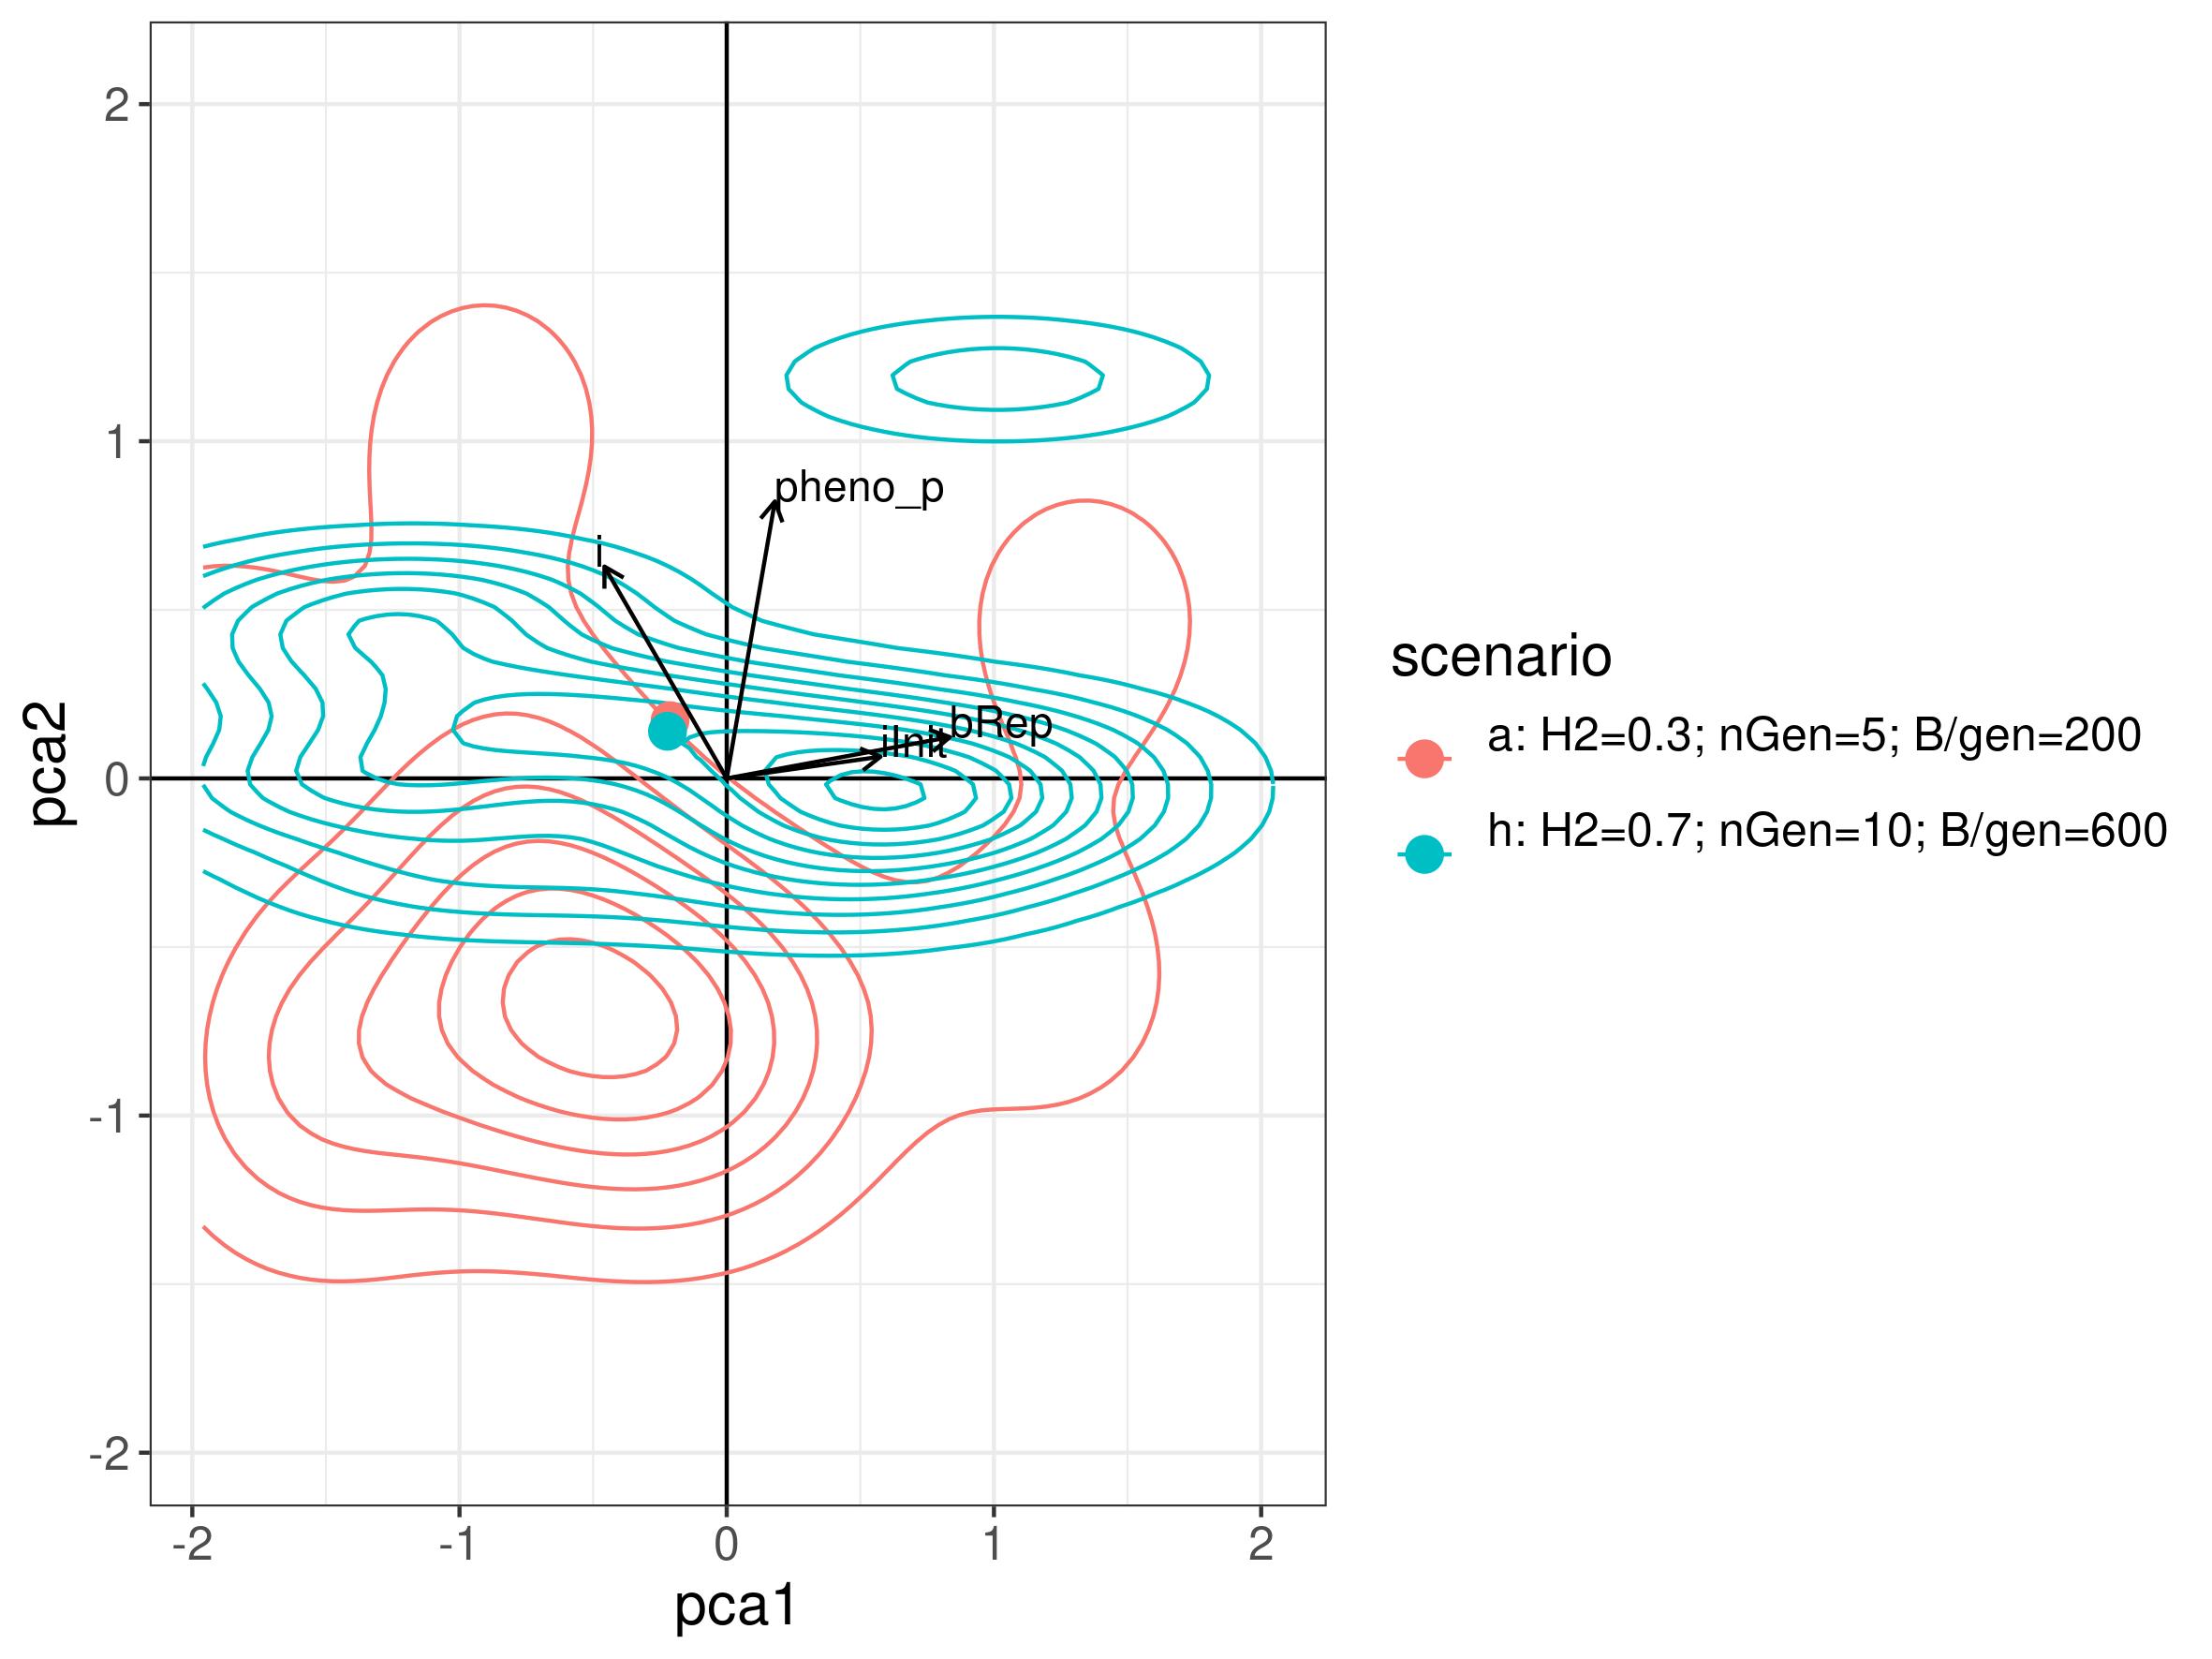 2
1
0
-1
-2
pca2
pheno_p
i
iInit
bRep
-2
-1
0
1
2
pca1
scenario
a: H2=0.3; nGen=5; B/gen=200
h: H2=0.7; nGen=10; B/gen=600